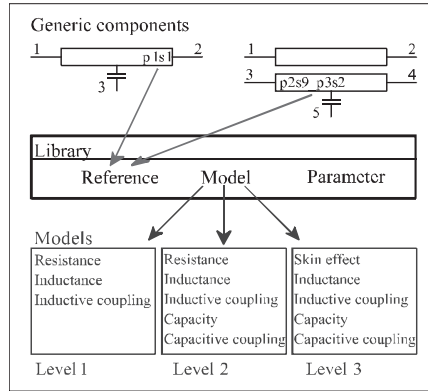 Generic components
1 p1s1 2
3
1 2
3 p2s9 p3s2 4
5
Library
Reference Model Parameter
Models
Resistance
Inductance
Inductive coupling
Level 1
Resistance
Inductance
Inductive coupling
Capacity
Capacitive coupling
Level 2
Skin effect
Inductance
Inductive coupling
Capacity
Capacitive coupling
Level 3